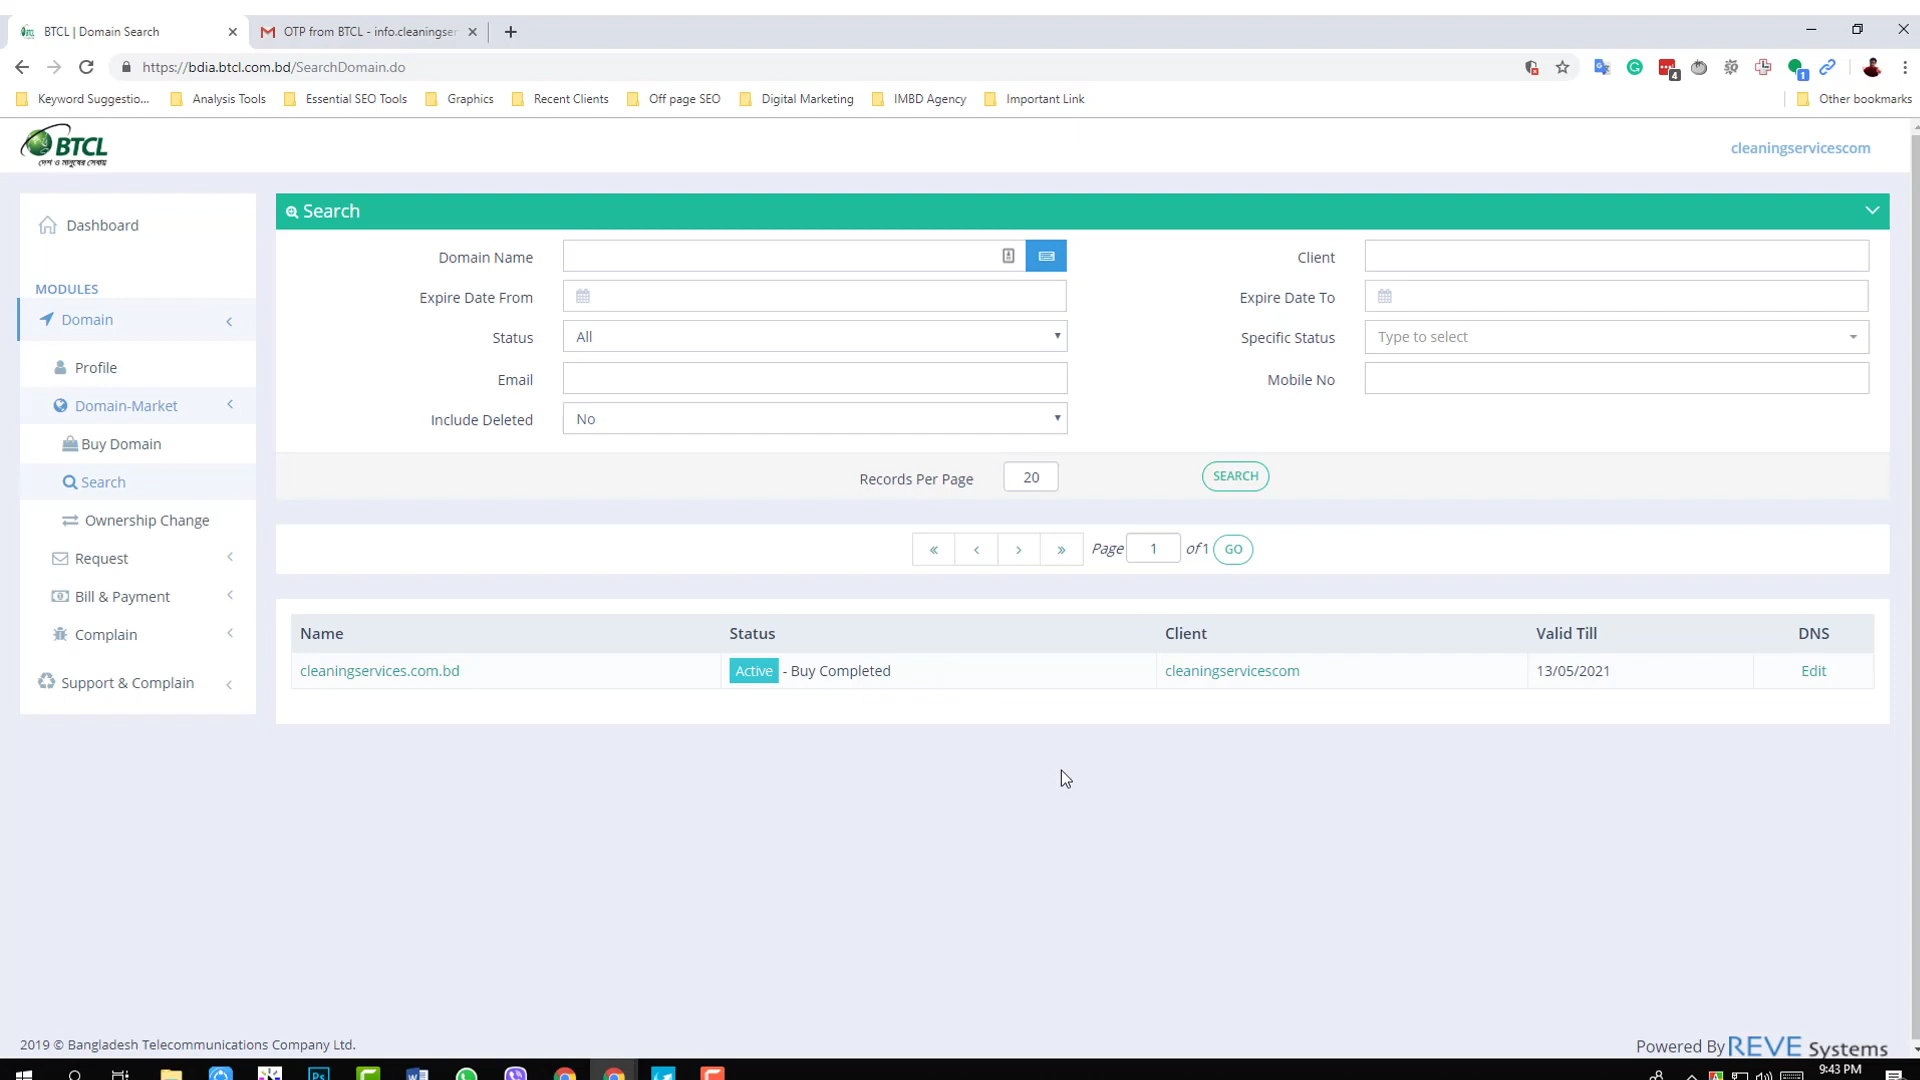 BTCL | Domain Search
OTP from BTCL - info.cleaningser
https://bdia.btcl.com.bd/SearchDomain.do
4
1
Keyword Suggestio...
Analysis Tools
Essential SEO Tools
Graphics
Recent Clients
Off page SEO
Digital Marketing
IMBD Agency
Important Link
Other bookmarks
BTCL
দেশ ও মানুষের সেবায়
cleaningservicescom
Dashboard
MODULES
Domain
Profile
Domain-Market
Buy Domain
Search
Ownership Change
Request
Bill & Payment
Complain
Support & Complain
Search
Domain Name
Client
Expire Date From
Expire Date To
Status
All
Specific Status
Type to select
Email
Mobile No
Include Deleted
No
Records Per Page
20
SEARCH
« ‹ › » Page 1 of 1 GO
Name Status Client Valid Till DNS
cleaningservices.com.bd Active - Buy Completed cleaningservicescom 13/05/2021 Edit
2019 © Bangladesh Telecommunications Company Ltd.
Powered By REVE Systems
9:43 PM